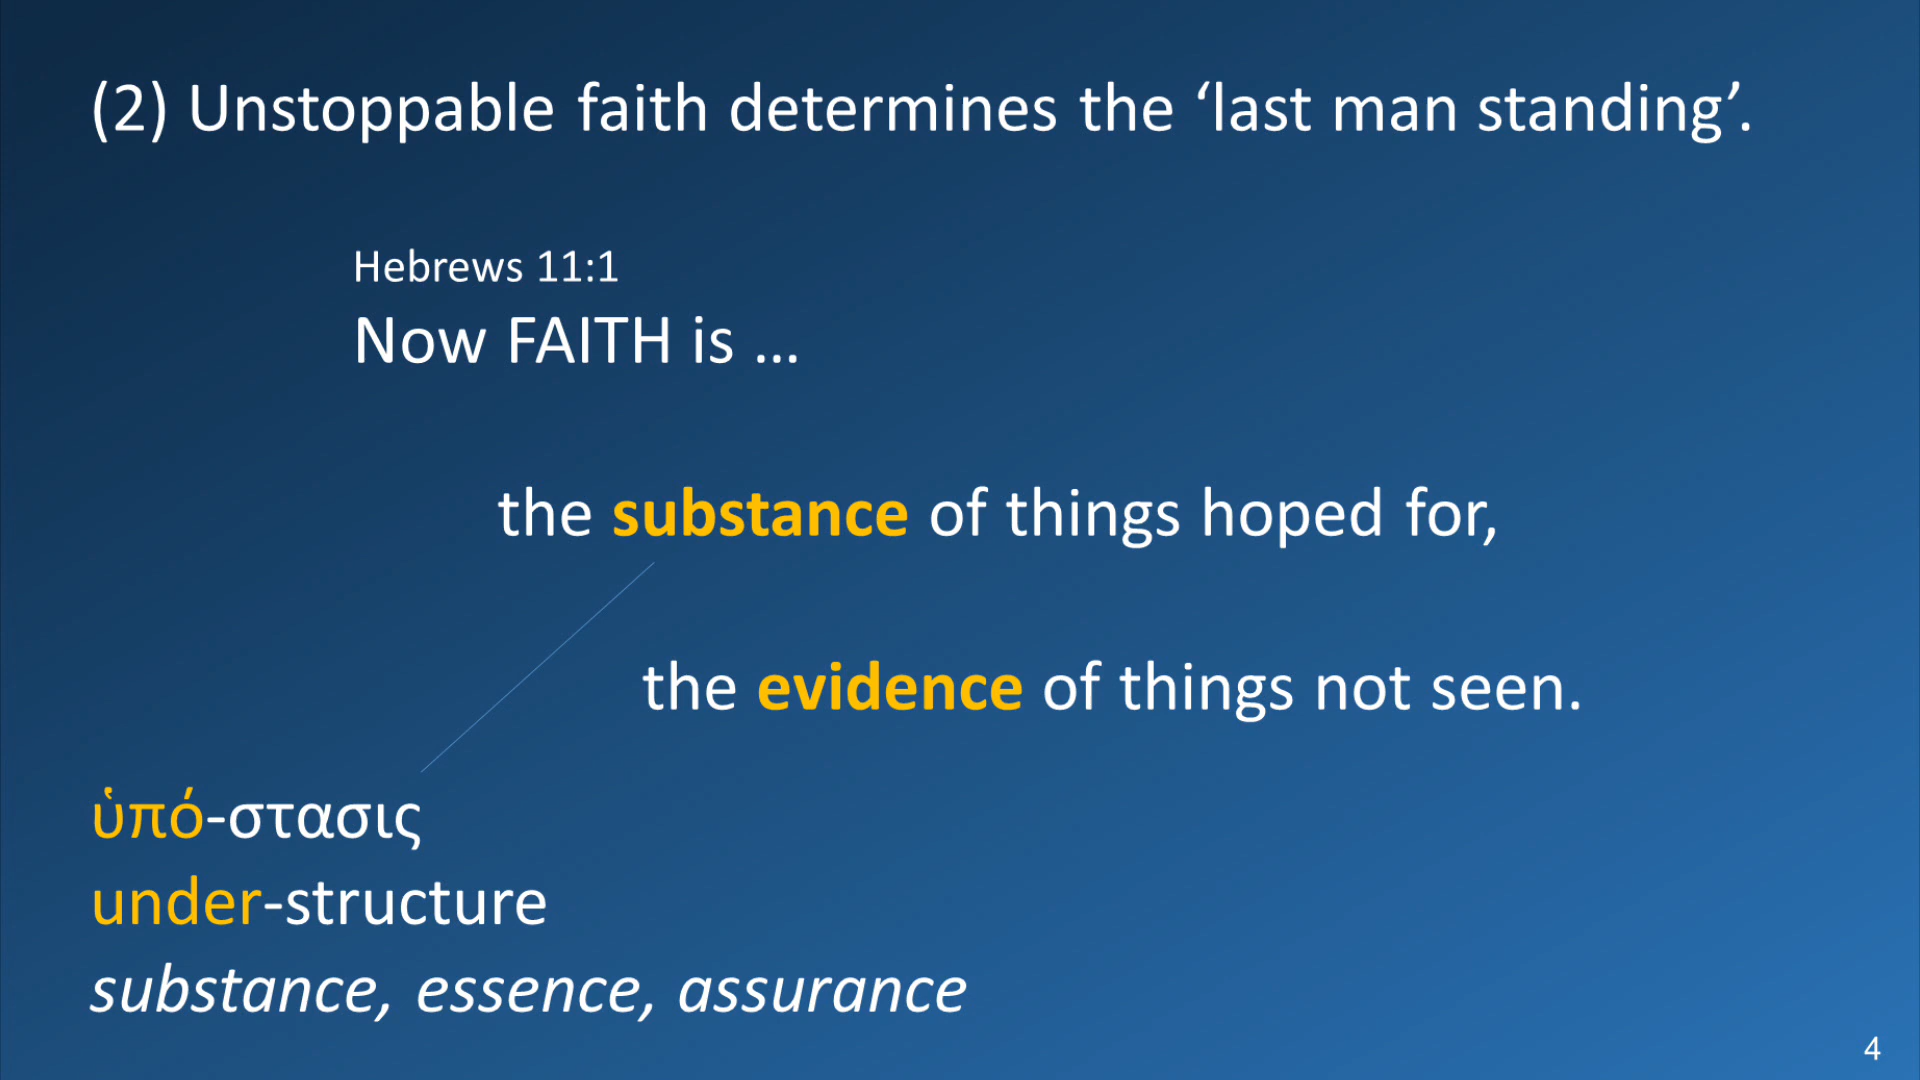 (2) Unstoppable faith determines the ‘last man standing’.
Hebrews 11:1
Now FAITH is ...
the substance of things hoped for,
the evidence of things not seen.
ὑπό-στασις
under-structure
substance, essence, assurance
4